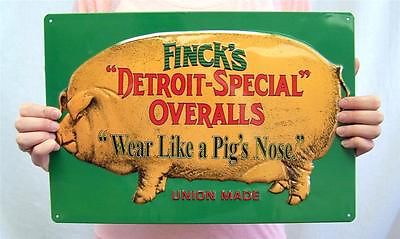 FINCK'S
"DETROIT-SPECIAL"
OVERALLS
"Wear Like a Pig's Nose."
UNION MADE